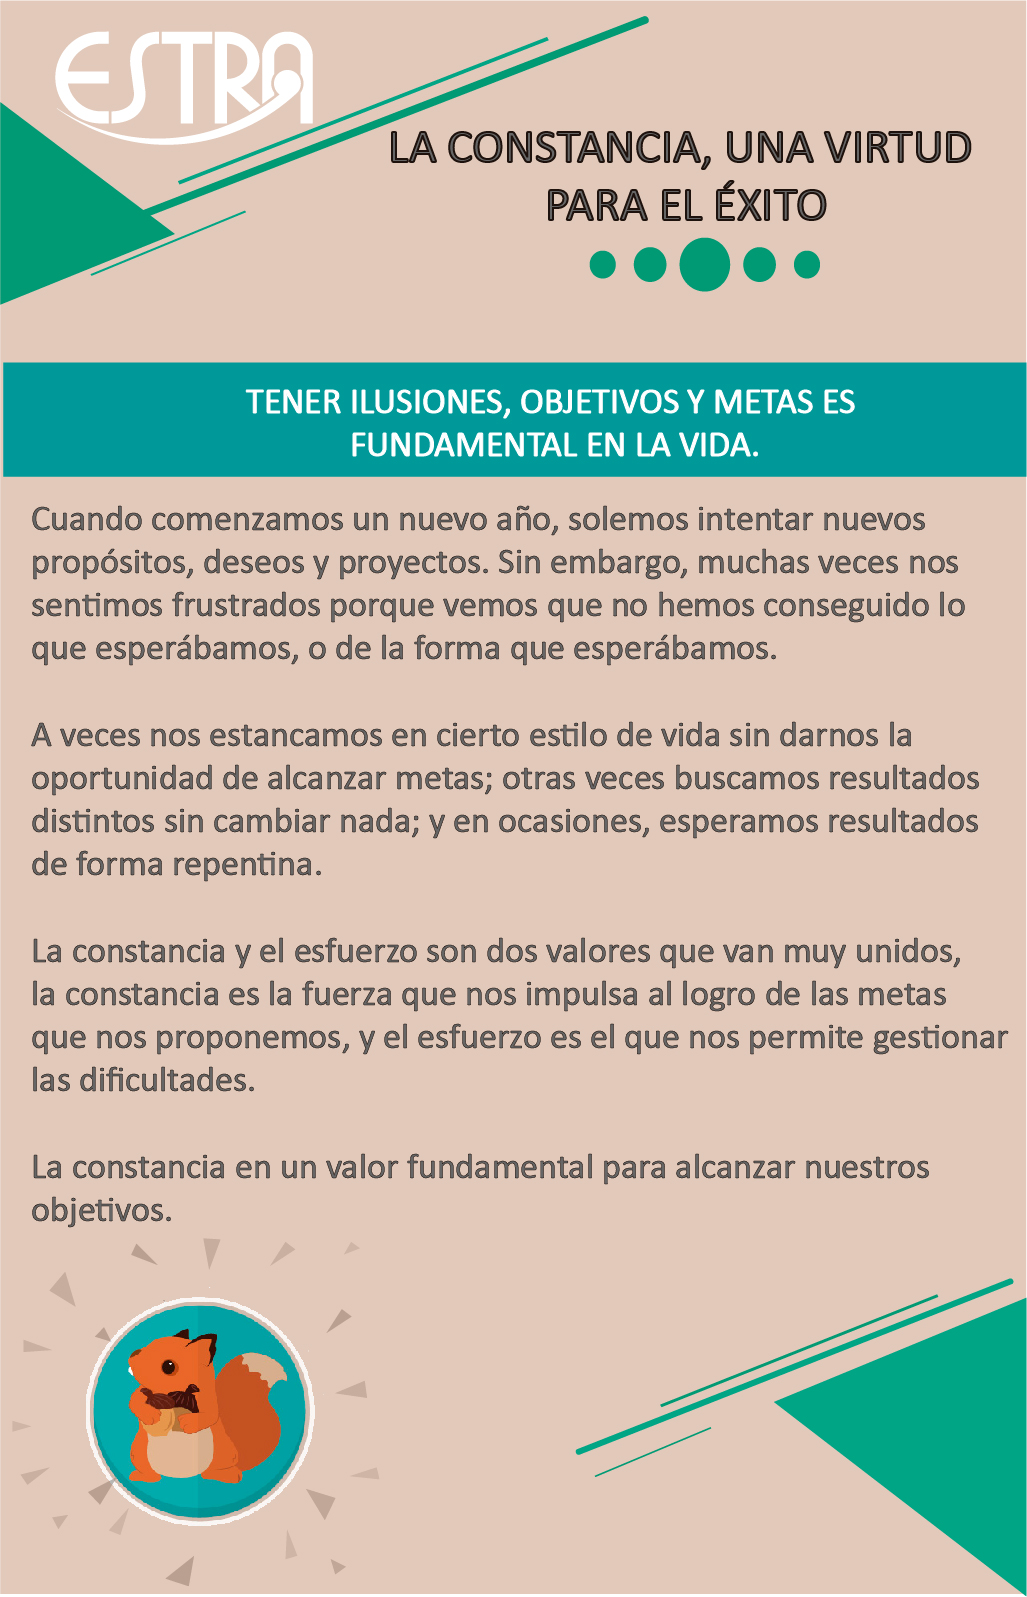 ESTRA
LA CONSTANCIA, UNA VIRTUD
PARA EL ÉXITO
TENER ILUSIONES, OBJETIVOS Y METAS ES
FUNDAMENTAL EN LA VIDA.
Cuando comenzamos un nuevo año, solemos intentar nuevos
propósitos, deseos y proyectos. Sin embargo, muchas veces nos
sentimos frustrados porque vemos que no hemos conseguido lo
que esperábamos, o de la forma que esperábamos.
A veces nos estancamos en cierto estilo de vida sin darnos la
oportunidad de alcanzar metas; otras veces buscamos resultados
distintos sin cambiar nada; y en ocasiones, esperamos resultados
de forma repentina.
La constancia y el esfuerzo son dos valores que van muy unidos,
la constancia es la fuerza que nos impulsa al logro de las metas
que nos proponemos, y el esfuerzo es el que nos permite gestionar
las dificultades.
La constancia en un valor fundamental para alcanzar nuestros
objetivos.